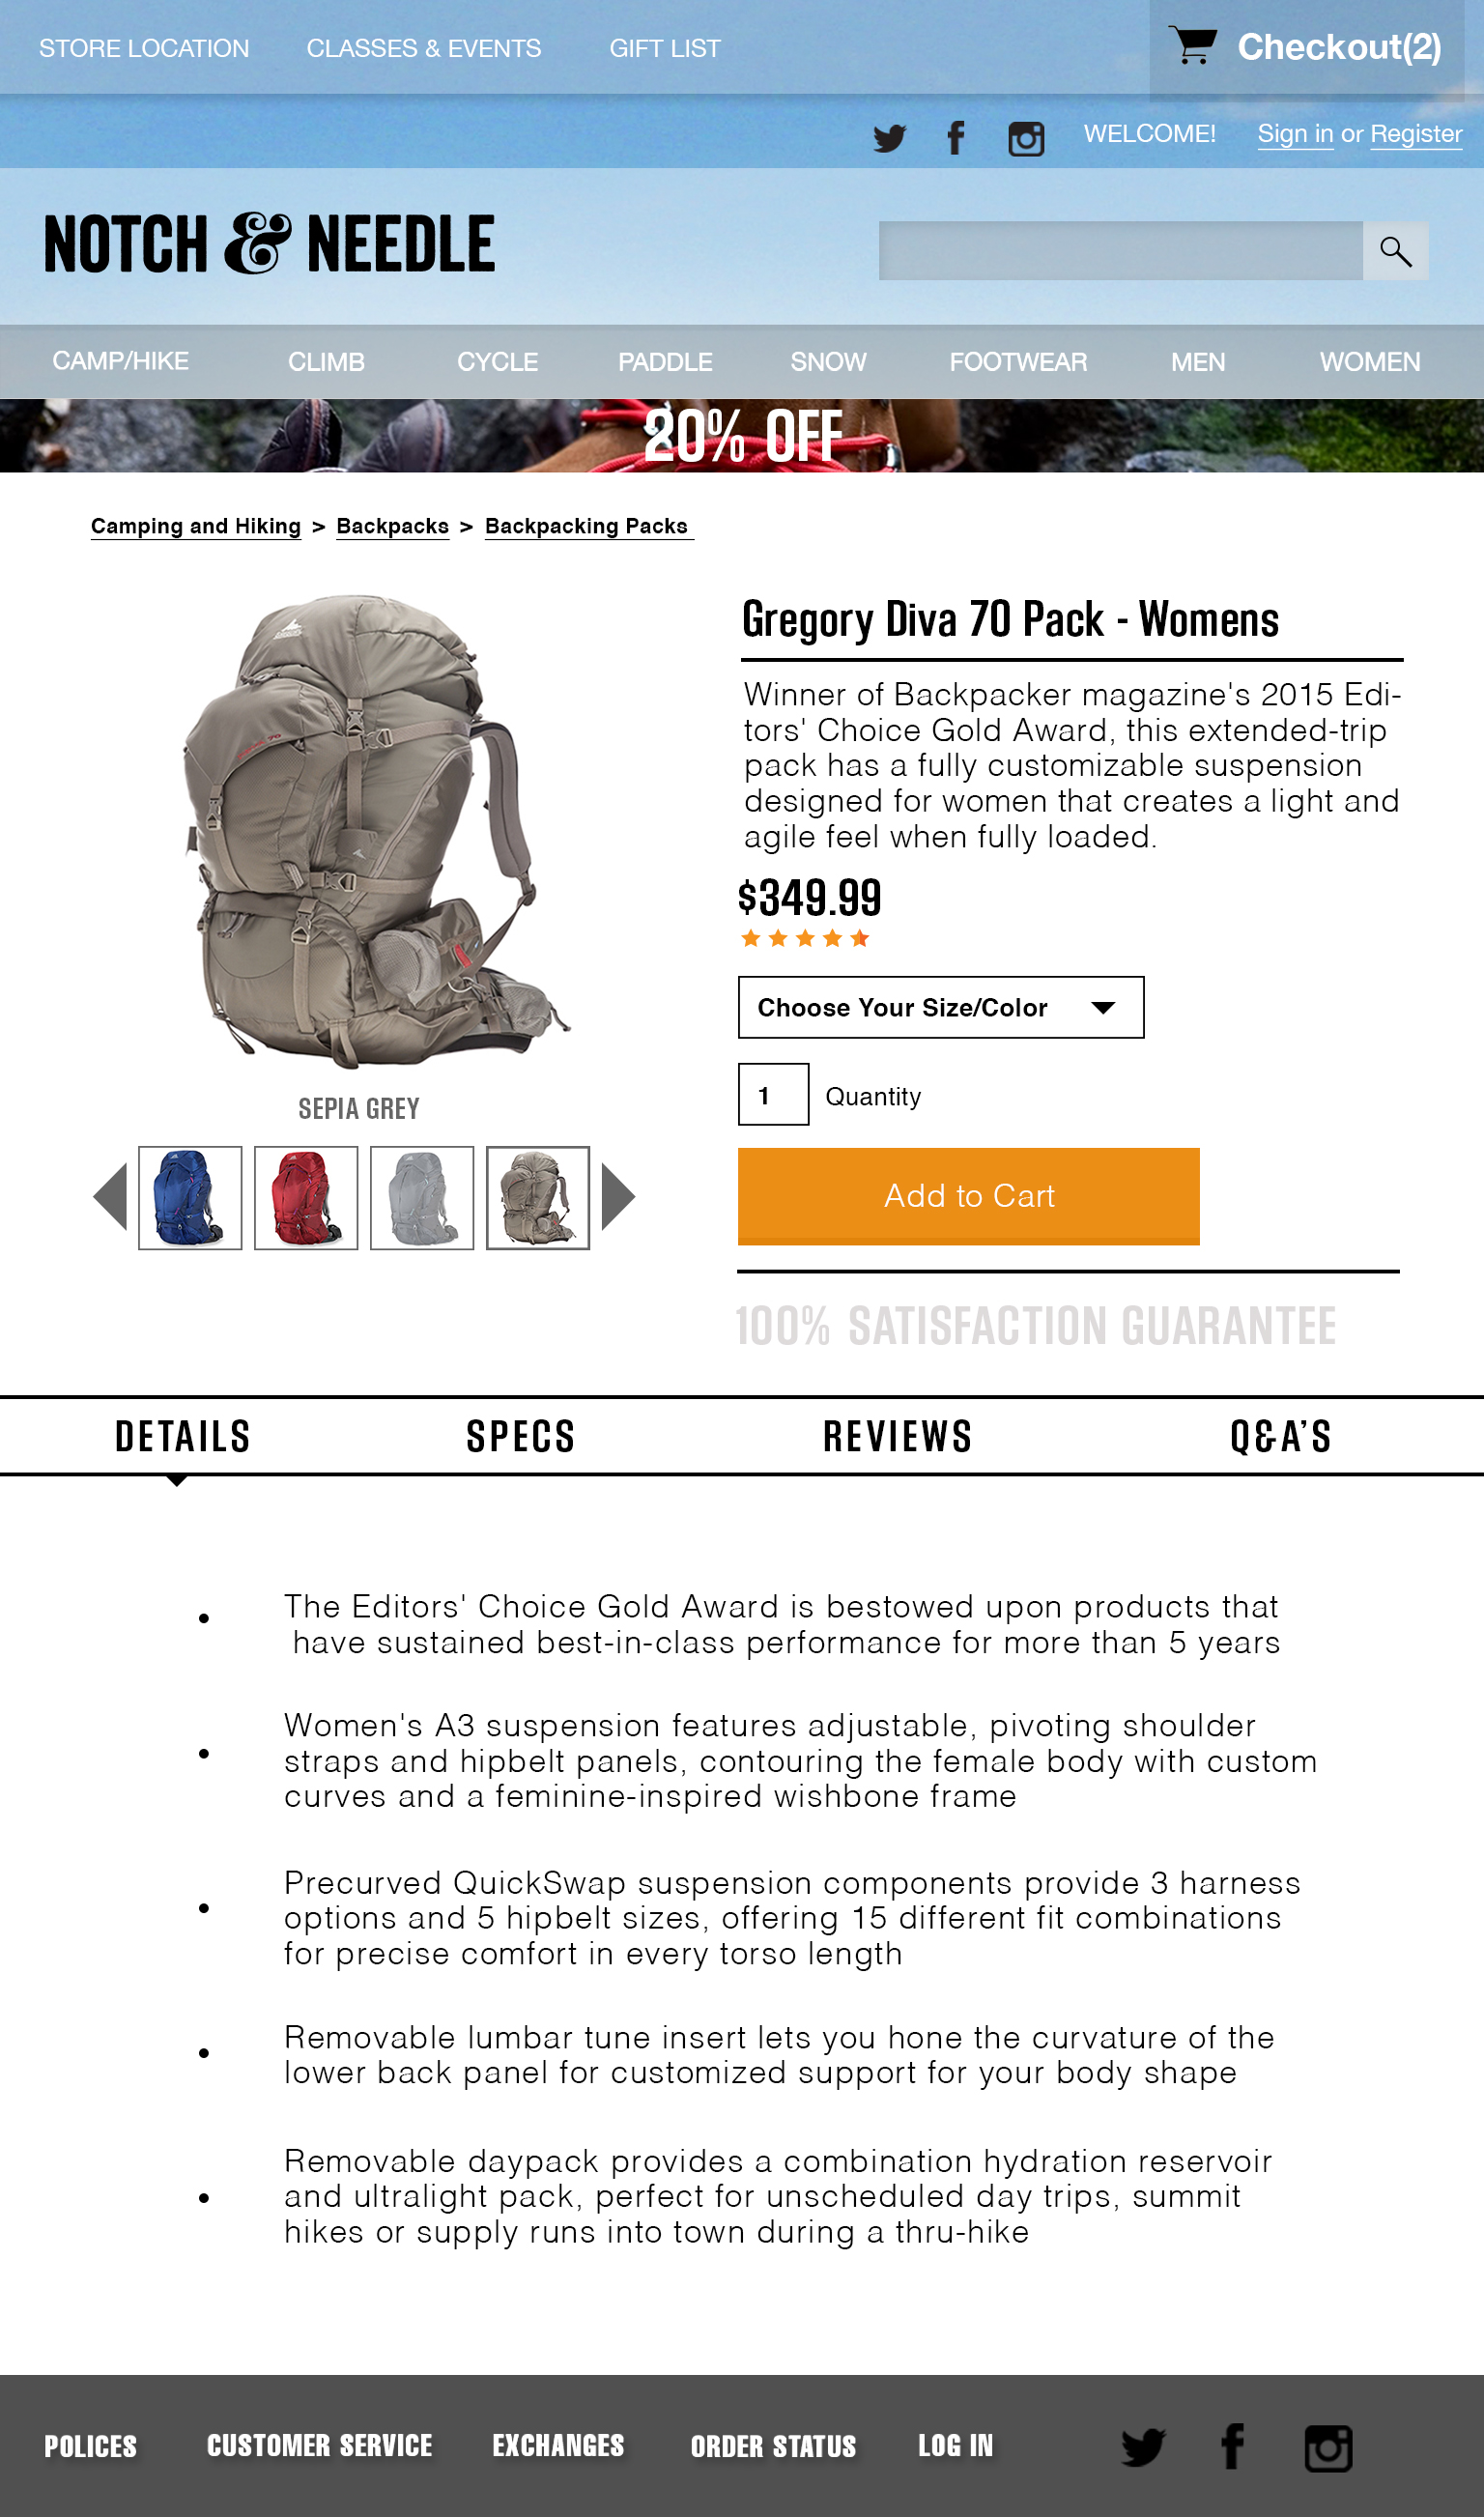 STORE LOCATION CLASSES & EVENTS GIFT LIST Checkout(2)
WELCOME! Sign in or Register
NOTCH & NEEDLE
CAMP/HIKE CLIMB CYCLE PADDLE SNOW FOOTWEAR MEN WOMEN
20% OFF
Camping and Hiking > Backpacks > Backpacking Packs
Gregory Diva 70 Pack - Womens
Winner of Backpacker magazine's 2015 Edi-
tors' Choice Gold Award, this extended-trip
pack has a fully customizable suspension
designed for women that creates a light and
agile feel when fully loaded.
$349.99
Choose Your Size/Color
1 Quantity
SEPIA GREY
Add to Cart
100% SATISFACTION GUARANTEE
DETAILS SPECS REVIEWS Q&A'S
• The Editors' Choice Gold Award is bestowed upon products that
have sustained best-in-class performance for more than 5 years
• Women's A3 suspension features adjustable, pivoting shoulder
straps and hipbelt panels, contouring the female body with custom
curves and a feminine-inspired wishbone frame
• Precurved QuickSwap suspension components provide 3 harness
options and 5 hipbelt sizes, offering 15 different fit combinations
for precise comfort in every torso length
• Removable lumbar tune insert lets you hone the curvature of the
lower back panel for customized support for your body shape
• Removable daypack provides a combination hydration reservoir
and ultralight pack, perfect for unscheduled day trips, summit
hikes or supply runs into town during a thru-hike
POLICES CUSTOMER SERVICE EXCHANGES ORDER STATUS LOG IN